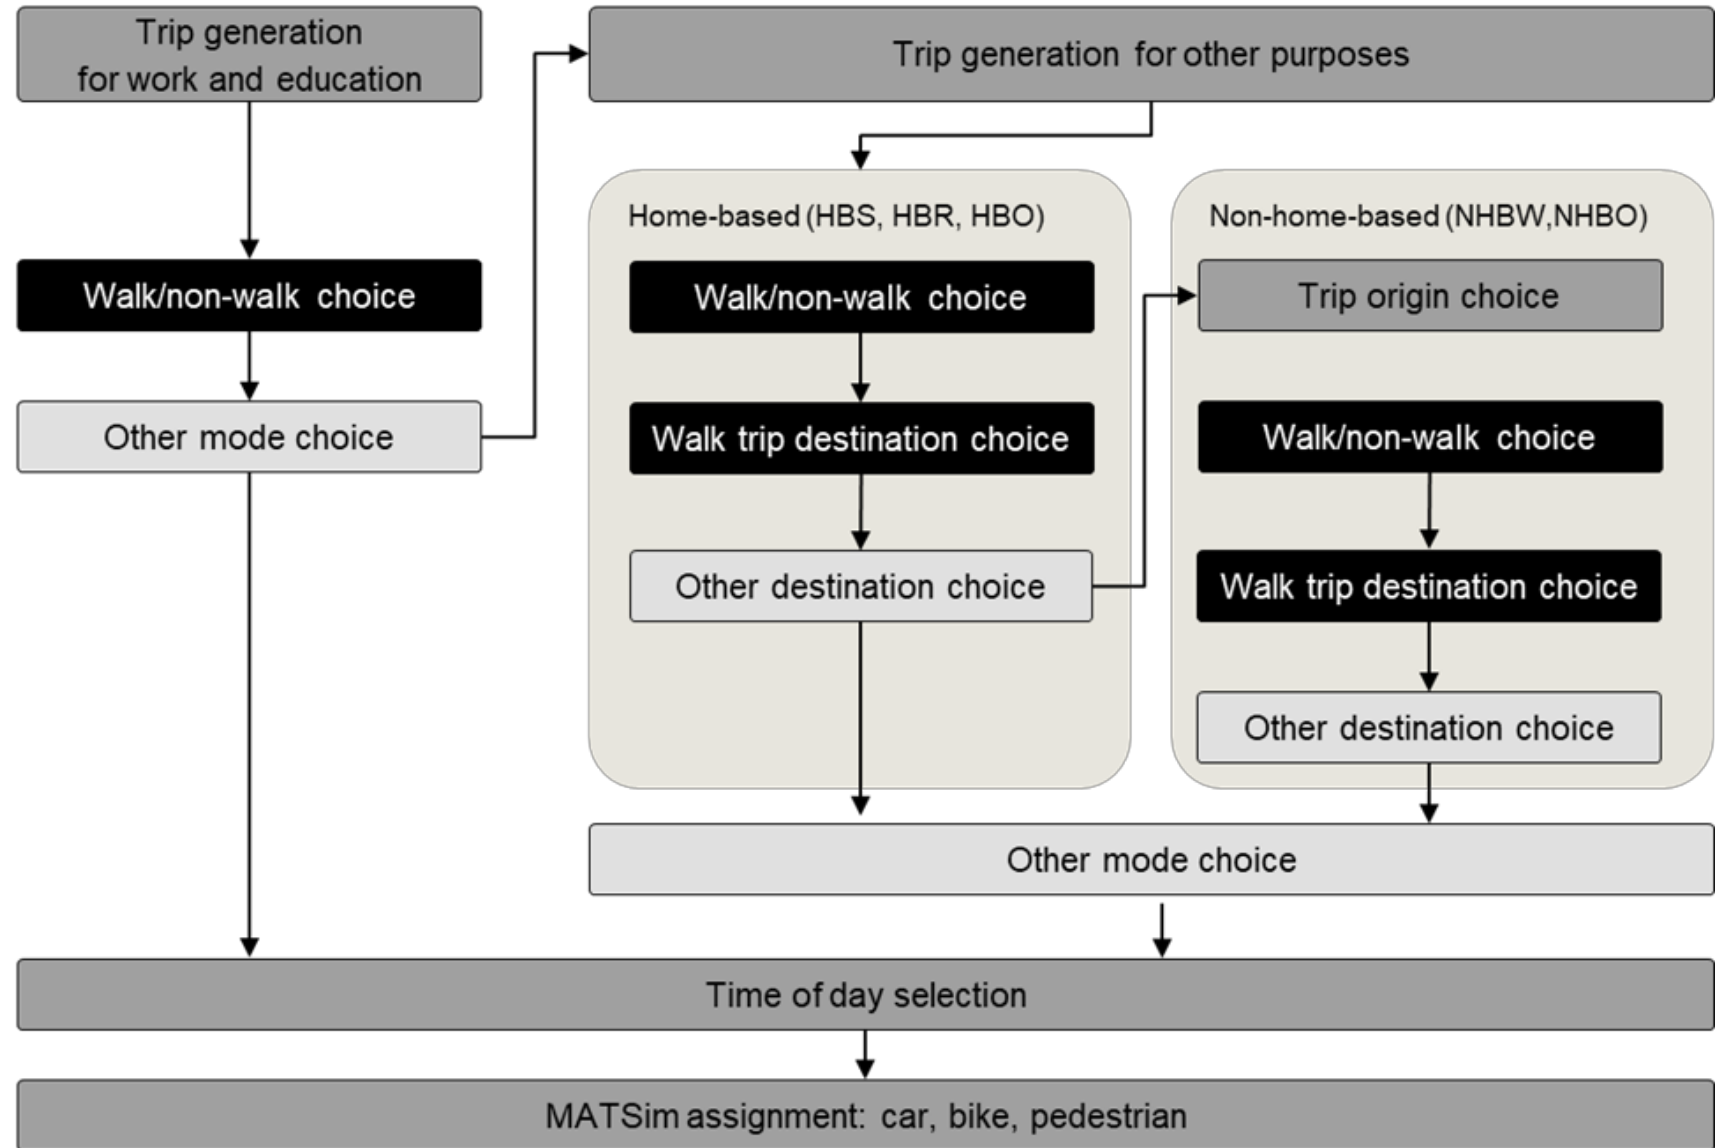 Trip generation
for work and education
Trip generation for other purposes
Home-based (HBS, HBR, HBO)
Non-home-based (NHBW,NHBO)
Walk/non-walk choice
Walk/non-walk choice
Trip origin choice
Other mode choice
Walk trip destination choice
Walk/non-walk choice
Other destination choice
Walk trip destination choice
Other destination choice
Other mode choice
Time of day selection
MATSim assignment: car, bike, pedestrian